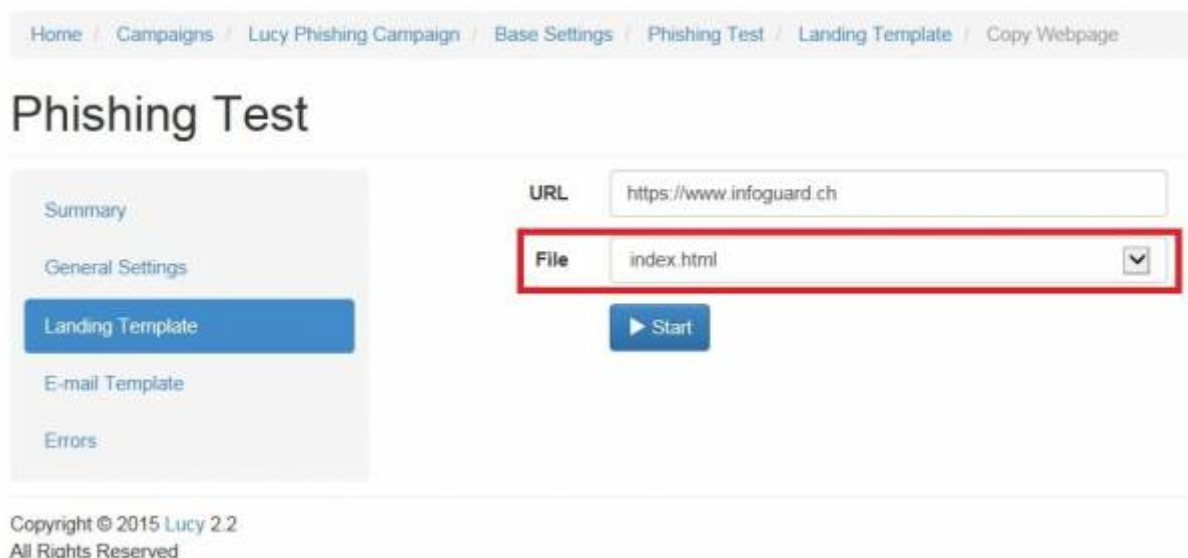 Home / Campaigns / Lucy Phishing Campaign / Base Settings / Phishing Test / Landing Template / Copy Webpage
Phishing Test
Summary
General Settings
Landing Template
E-mail Template
Errors
URL https://www.infoguard.ch
File index.html
Start
Copyright © 2015 Lucy 2.2
All Rights Reserved